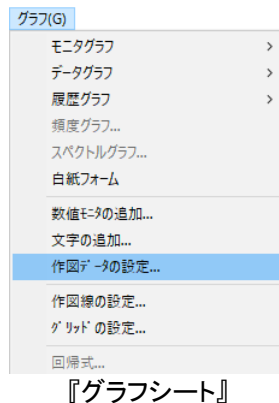 グラフ(G)
モニタグラフ
データグラフ
履歴グラフ
頻度グラフ...
スペクトルグラフ...
白紙フォーム
数値ﾓﾆﾀの追加...
文字の追加...
作図ﾃﾞｰﾀの設定...
作図線の設定...
ｸﾞﾘｯﾄﾞの設定...
回帰式...
『グラフシート』